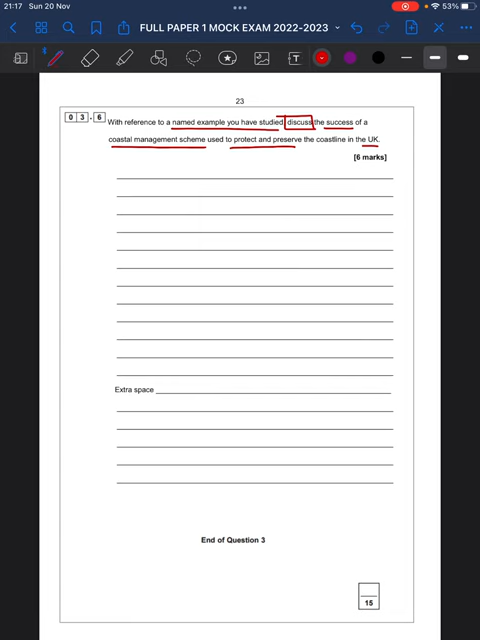 21:17 Sun 20 Nov
53%
FULL PAPER 1 MOCK EXAM 2022-2023
T
23
0 3 . 6 With reference to a named example you have studied, discuss the success of a
coastal management scheme used to protect and preserve the coastline in the UK.
[6 marks]
Extra space
End of Question 3
15